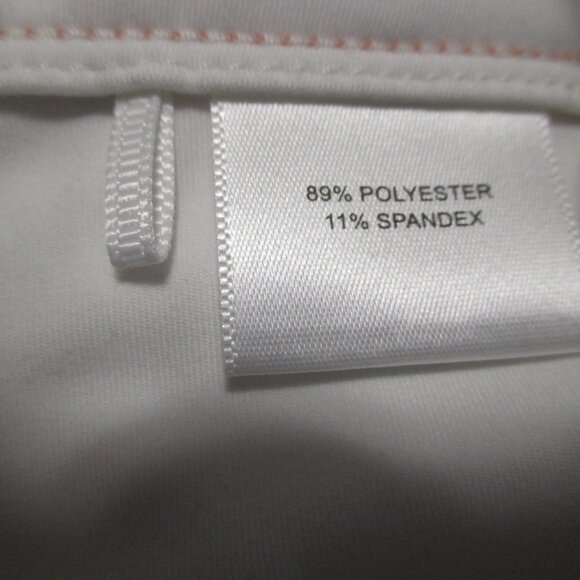 89% POLYESTER
11% SPANDEX